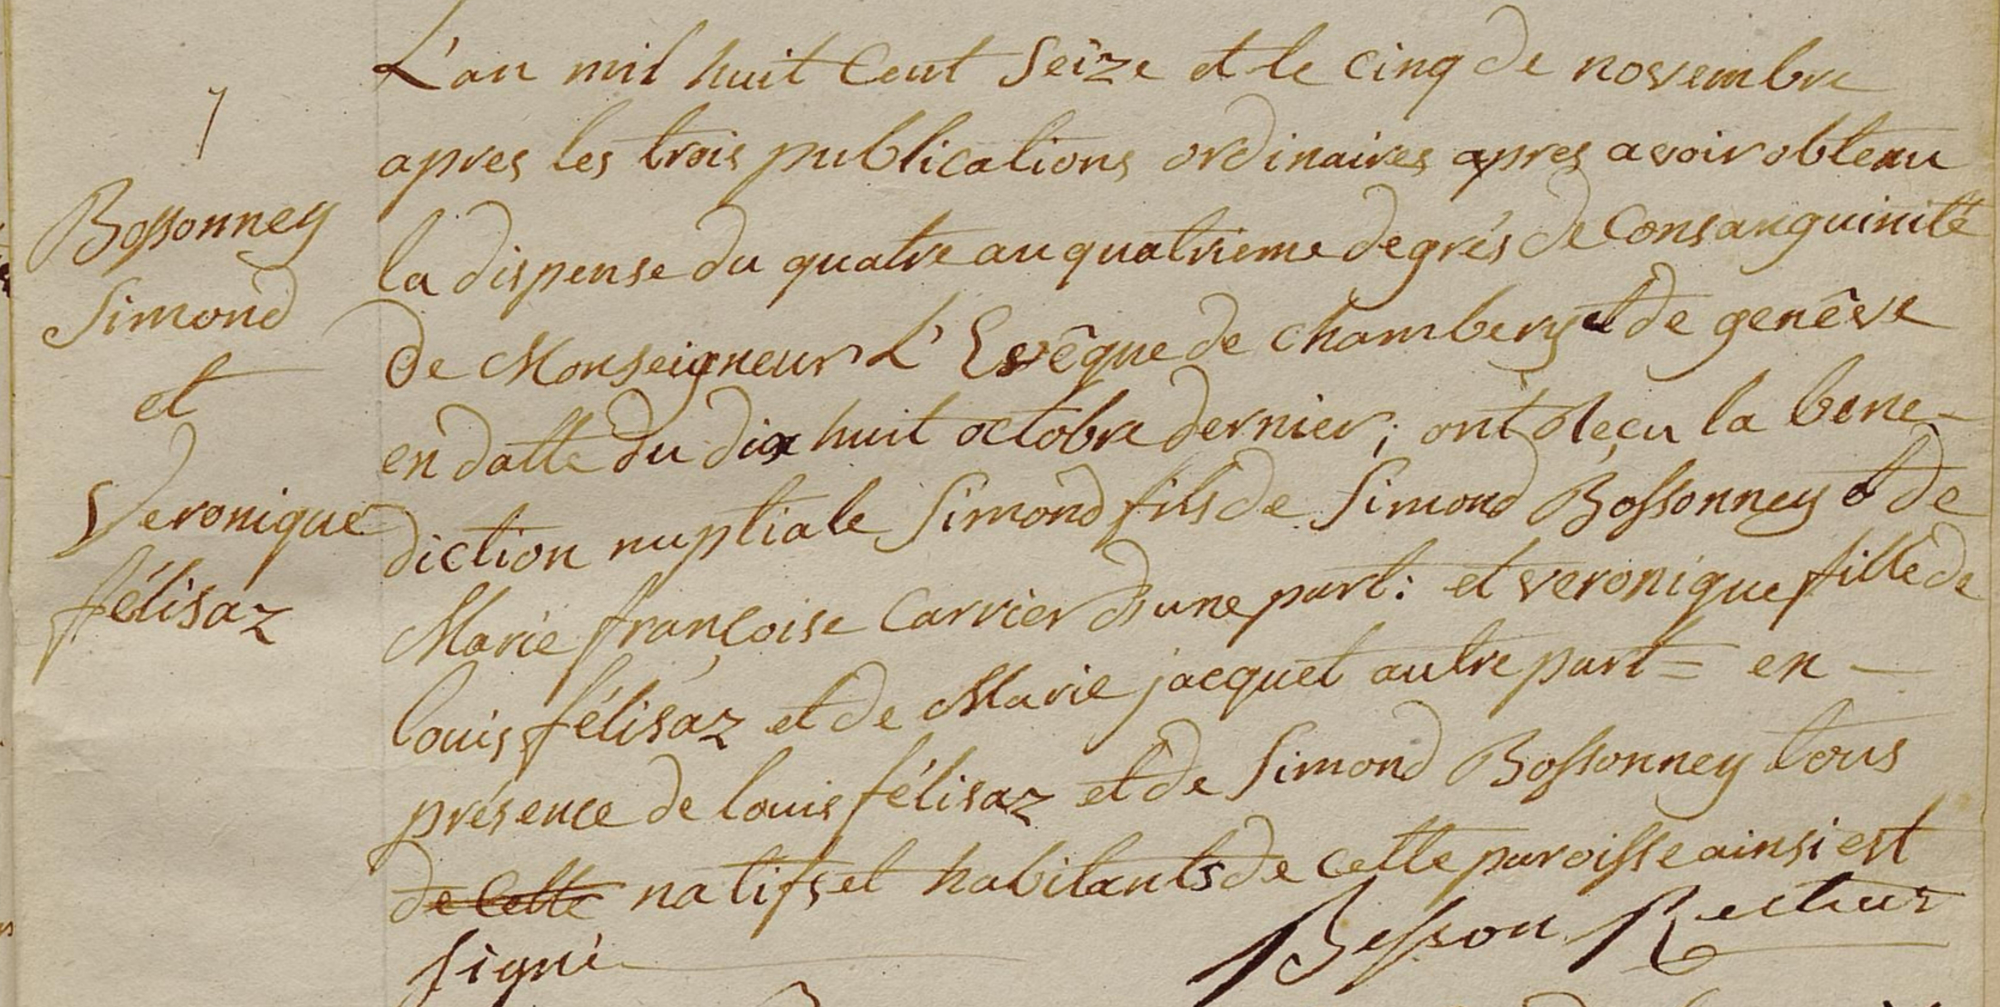 7
Bossonney
Simond
et
Veronique
félisaz
L'an mil huit Cent Seize et le cinq de novembre
apres les trois publications ordinaires apres avoir obtenu
la dispense du quatre au quatrieme degrés de Consanguinité
de Monseigneur L'Evêque de chambery et de genêve
en datte du dix huit octobre dernier; ont Reçu la bene-
diction nuptiale Simond fils de Simond Bossonney & de
Marie françoise Carrier d'une part: et veronique fille de
louis félisaz et de Marie jacquet autre part = en —
présence de louis félisaz et de Simond Bossonney tous
de Cette natifs et habitants de cette paroisse ainsi est
signé Besson Recteur